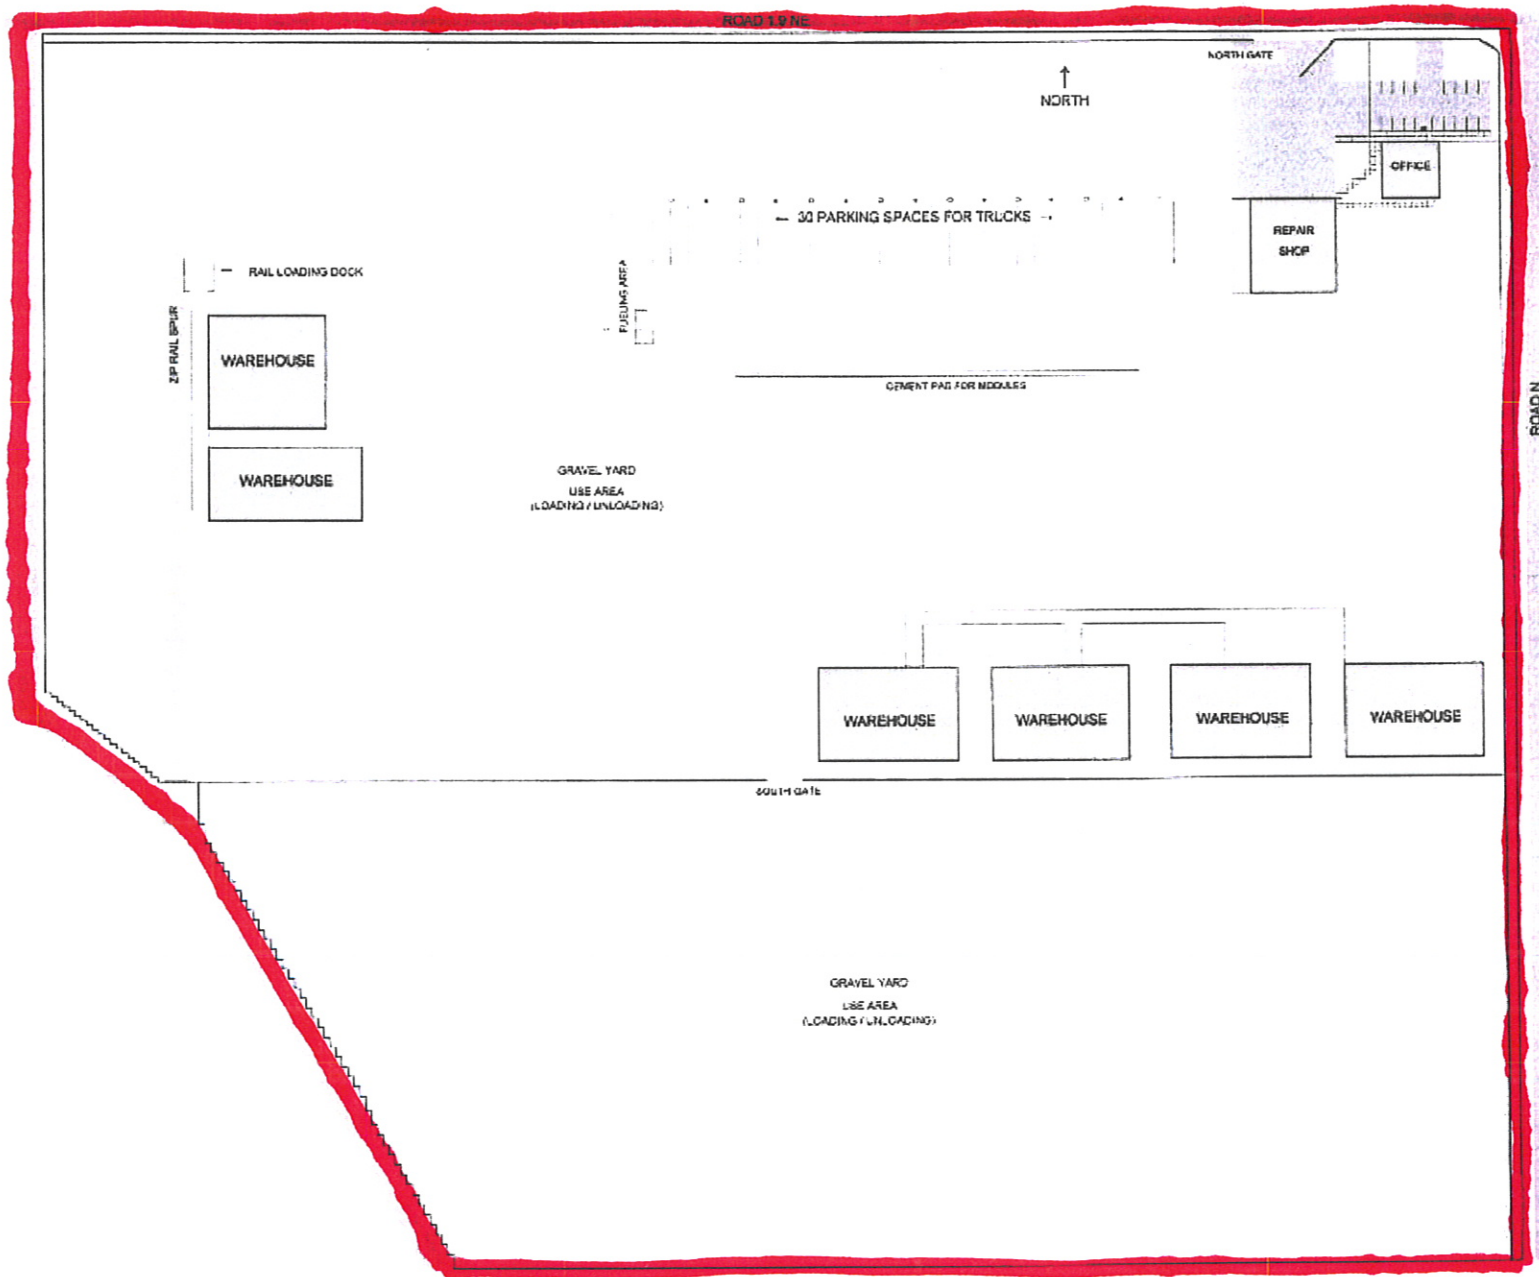 ROAD 1.9 NE
NORTH GATE
↑
NORTH
OFFICE
← 30 PARKING SPACES FOR TRUCKS →
REPAIR
SHOP
— RAIL LOADING DOCK
FUELING AREA
ZIP RAIL SPUR
WAREHOUSE
CEMENT PAD FOR MODULES
ROAD N
WAREHOUSE
GRAVEL YARD
USE AREA
(LOADING / UNLOADING)
WAREHOUSE
WAREHOUSE
WAREHOUSE
WAREHOUSE
SOUTH GATE
GRAVEL YARD
USE AREA
(LOADING / UNLOADING)